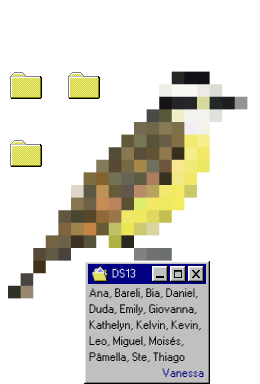 DS13
Ana, Bareli, Bia, Daniel,
Duda, Emily, Giovanna,
Kathelyn, Kelvin, Kevin,
Leo, Miguel, Moisés,
Pâmella, Ste, Thiago
Vanessa